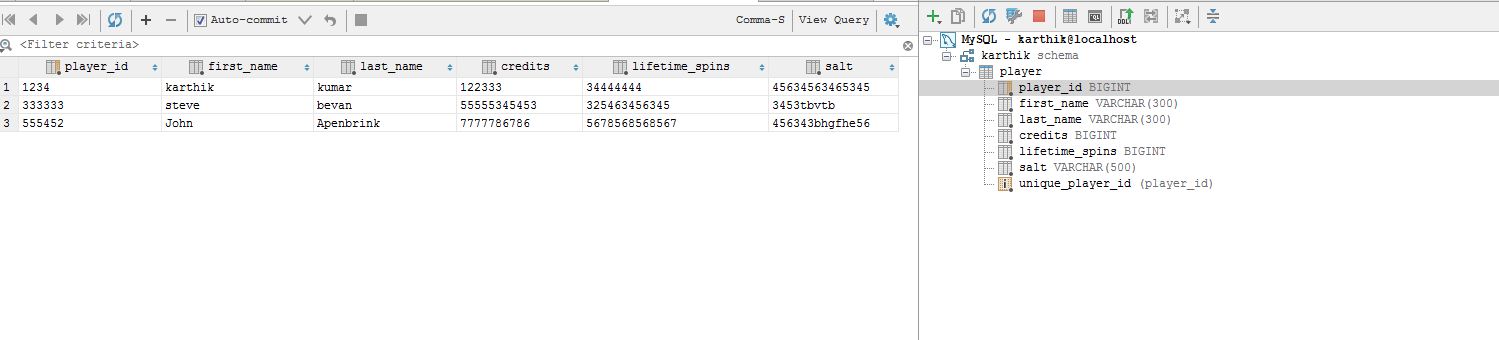 Auto-commit Comma-S View Query
<Filter criteria>
player_id first_name last_name credits lifetime_spins salt
1 1234 karthik kumar 122333 34444444 45634563465345
2 333333 steve bevan 55555345453 325463456345 3453tbvtb
3 555452 John Apenbrink 7777786786 5678568568567 456343bhgfhe56
DDL
MySQL - karthik@localhost
karthik schema
player
player_id BIGINT
first_name VARCHAR(300)
last_name VARCHAR(300)
credits BIGINT
lifetime_spins BIGINT
salt VARCHAR(500)
unique_player_id (player_id)